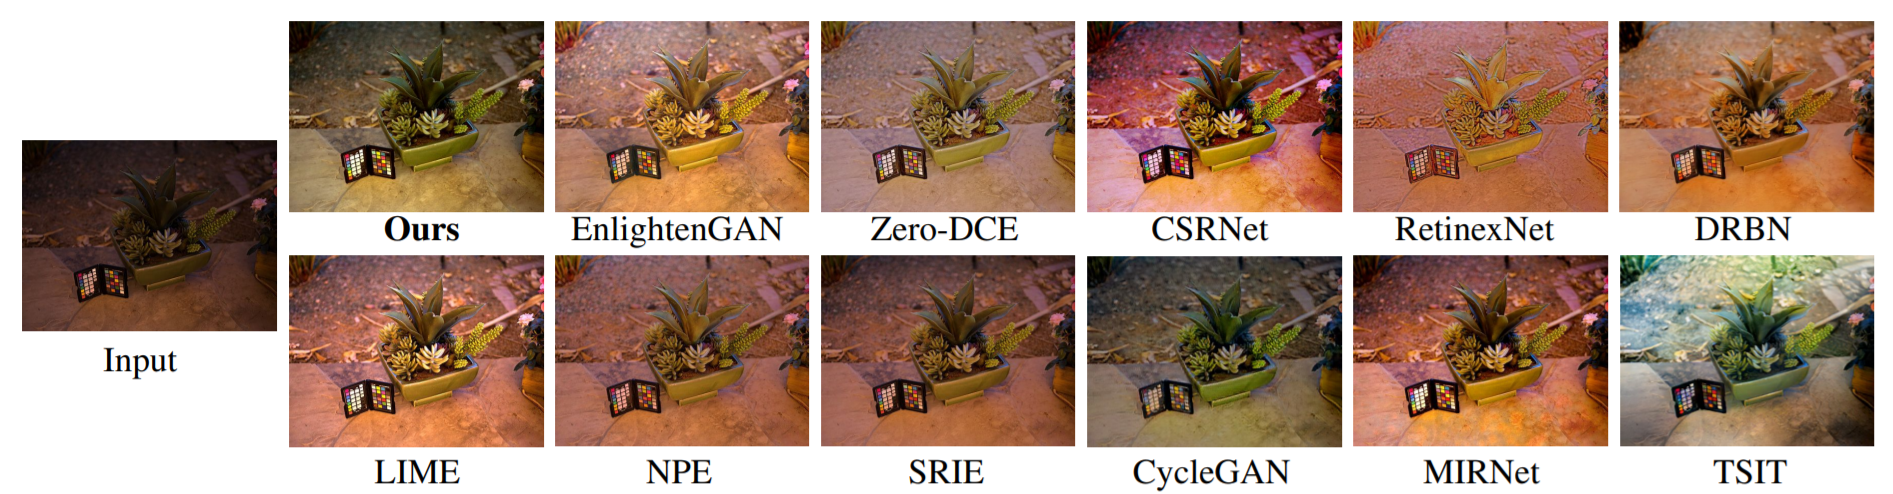 Input
Ours
EnlightenGAN
Zero-DCE
CSRNet
RetinexNet
DRBN
LIME
NPE
SRIE
CycleGAN
MIRNet
TSIT